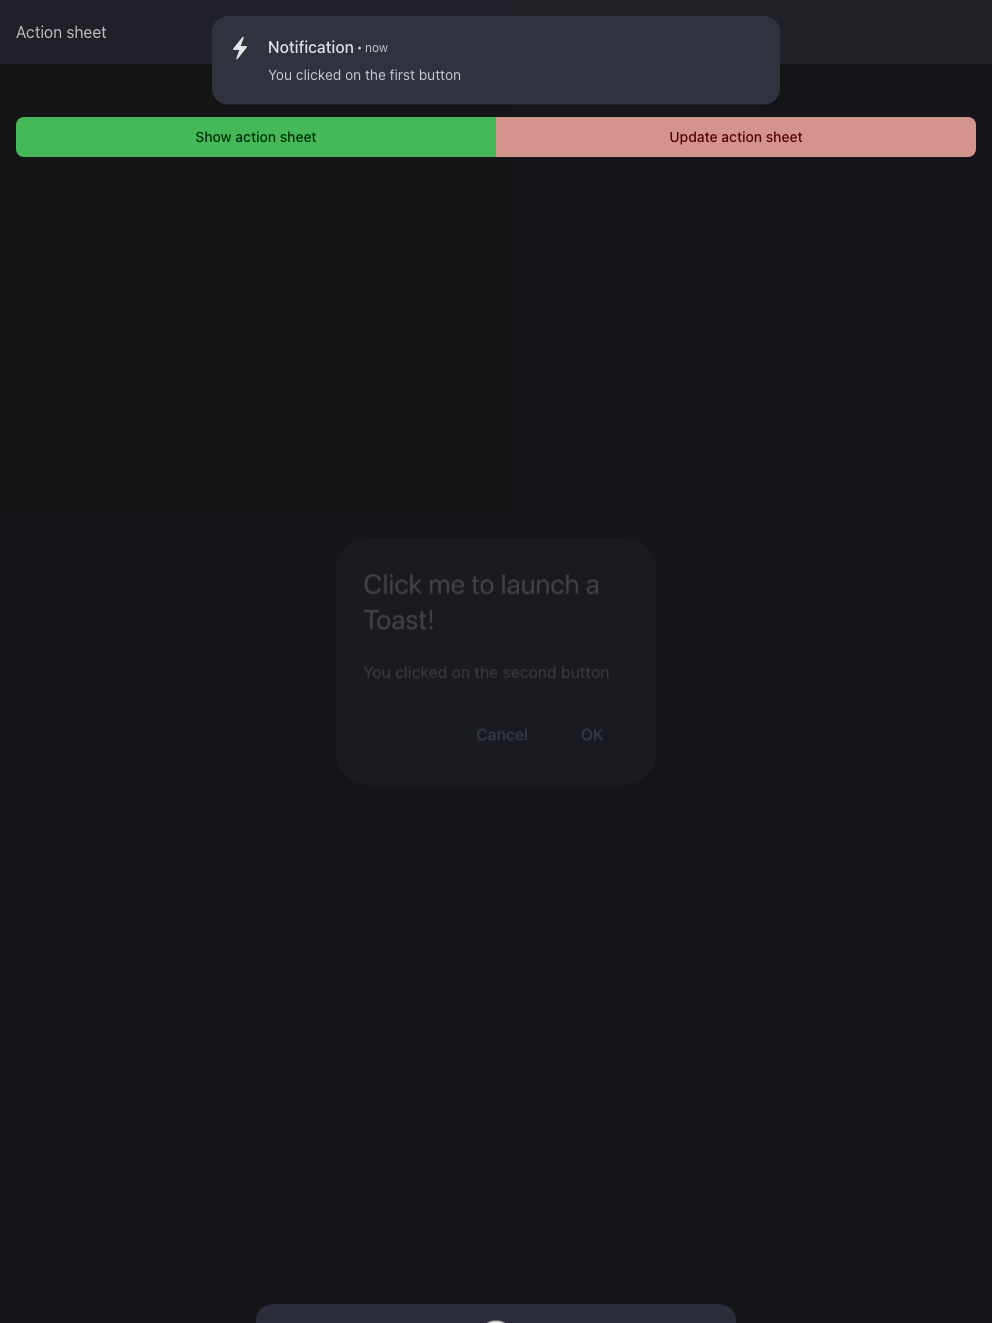 Action sheet
Notification • now
You clicked on the first button
Show action sheet
Update action sheet
Click me to launch a
Toast!
You clicked on the second button
Cancel
OK